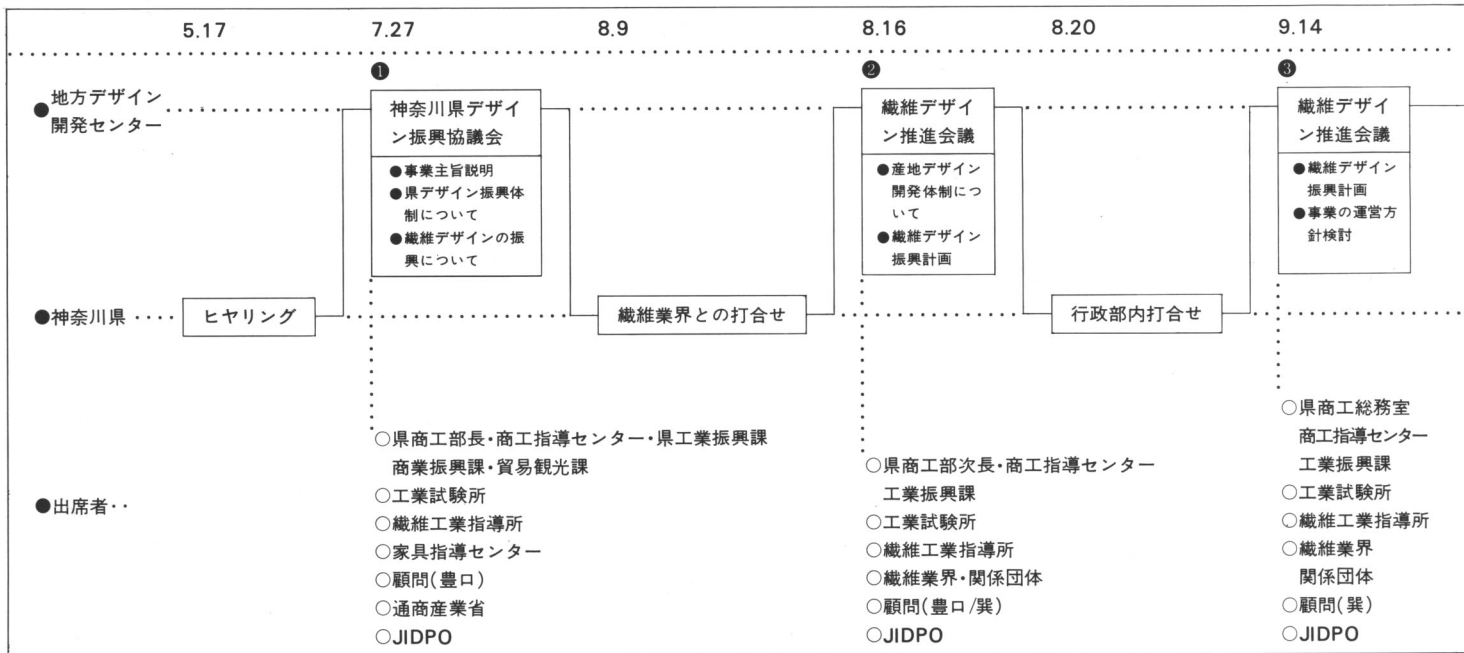 5.17 7.27 8.9 8.16 8.20 9.14
❶ ❷ ❸
●地方デザイン
開発センター
神奈川県デザイ
ン振興協議会
●事業主旨説明
●県デザイン振興体
制について
●繊維デザインの振
興について
繊維デザイ
ン推進会議
●産地デザイン
開発体制につ
いて
●繊維デザイン
振興計画
繊維デザイ
ン推進会議
●繊維デザイン
振興計画
●事業の運営方
針検討
●神奈川県
ヒヤリング
繊維業界との打合せ
行政部内打合せ
●出席者
○県商工部長・商工指導センター・県工業振興課
商業振興課・貿易観光課
○工業試験所
○繊維工業指導所
○家具指導センター
○顧問(豊口)
○通商産業省
○JIDPO
○県商工部次長・商工指導センター
工業振興課
○工業試験所
○繊維工業指導所
○繊維業界・関係団体
○顧問(豊口/巽)
○JIDPO
○県商工総務室
商工指導センター
工業振興課
○工業試験所
○繊維工業指導所
○繊維業界
関係団体
○顧問(巽)
○JIDPO